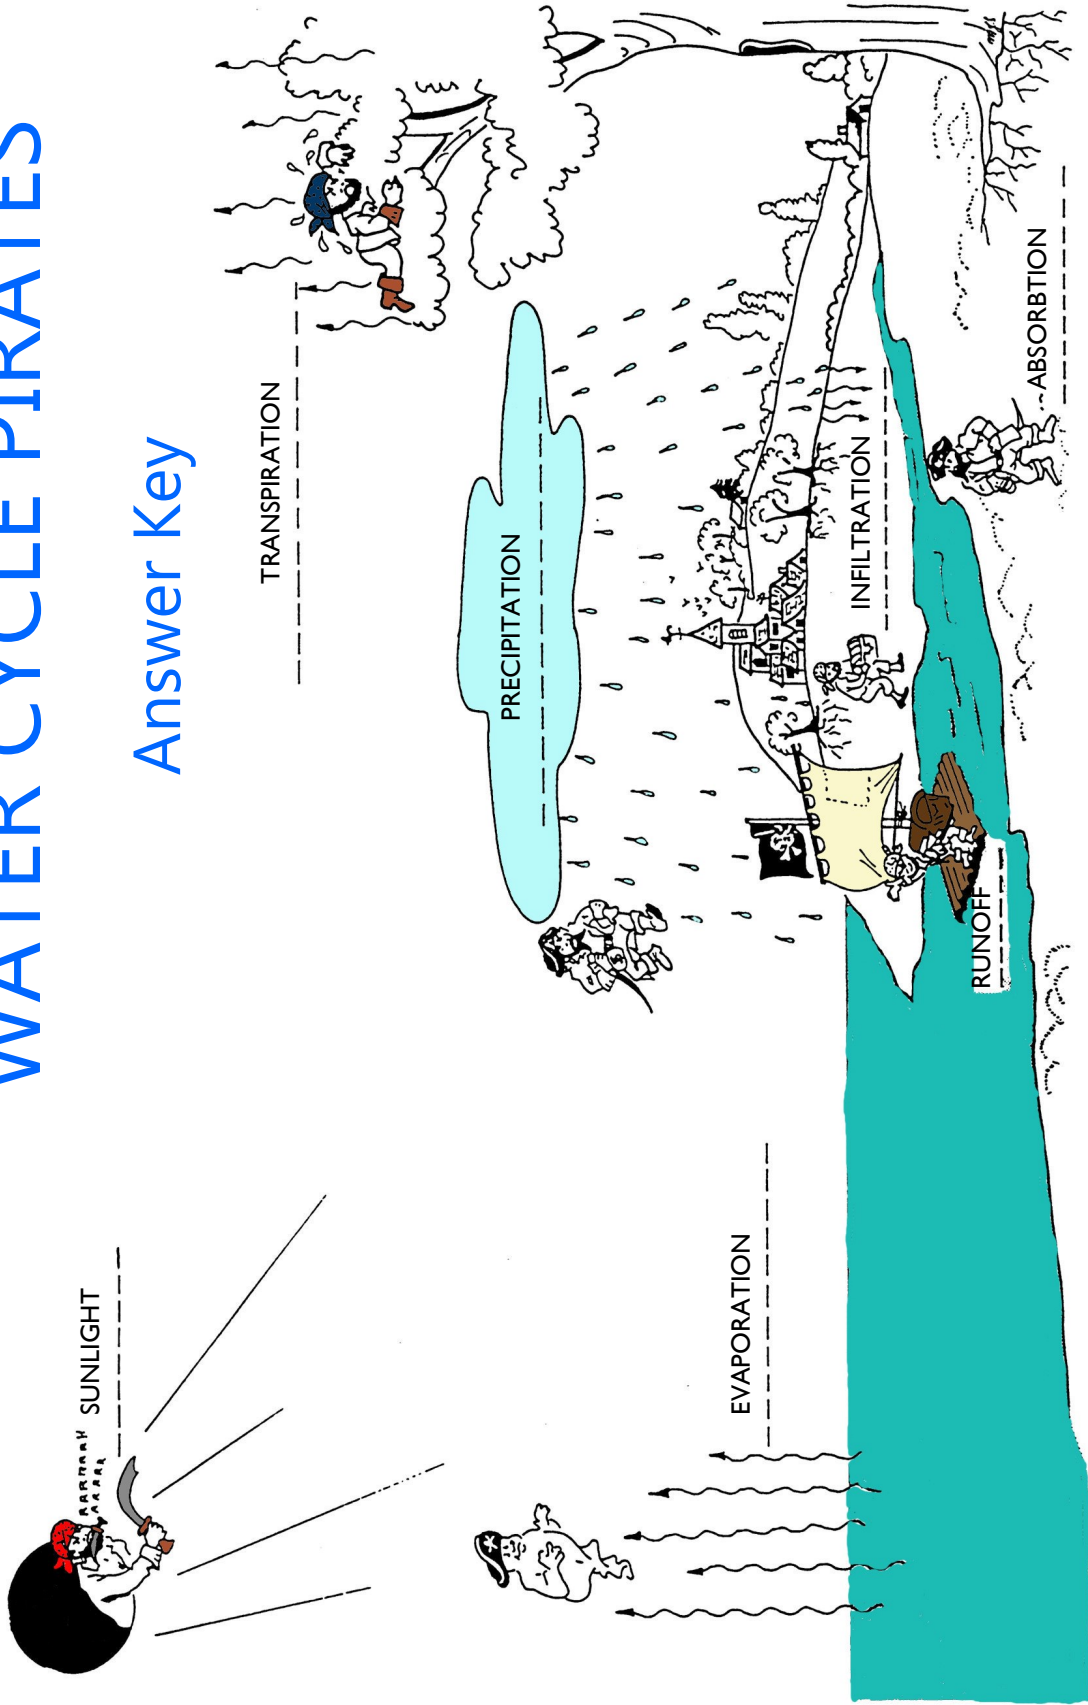 WATER CYCLE PIRATES
Answer Key
SUNLIGHT
TRANSPIRATION
PRECIPITATION
EVAPORATION
INFILTRATION
RUNOFF
ABSORBTION